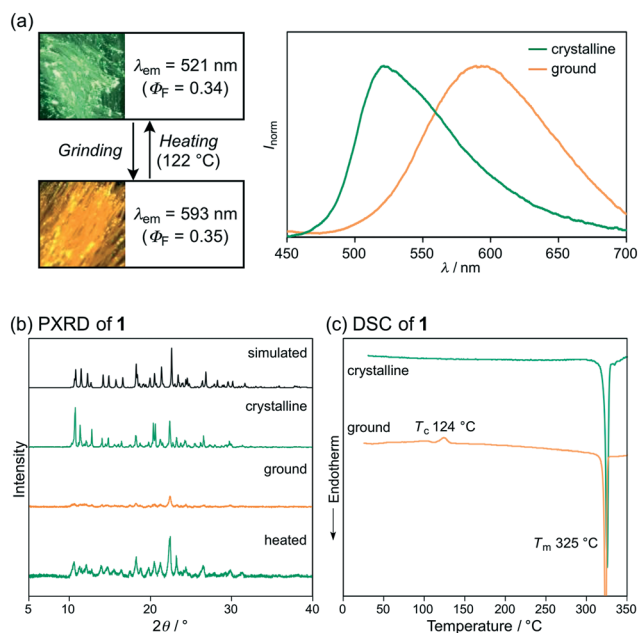 (a)
λem = 521 nm
(ΦF = 0.34)
Grinding
Heating
(122 °C)
λem = 593 nm
(ΦF = 0.35)
crystalline
ground
Inorm
450 500 550 600 650 700
λ / nm
(b) PXRD of 1
simulated
crystalline
ground
heated
Intensity
5 10 20 30 40
2θ / °
(c) DSC of 1
crystalline
ground
Tc 124 °C
Tm 325 °C
Endotherm
0 50 100 150 200 250 300 350
Temperature / °C